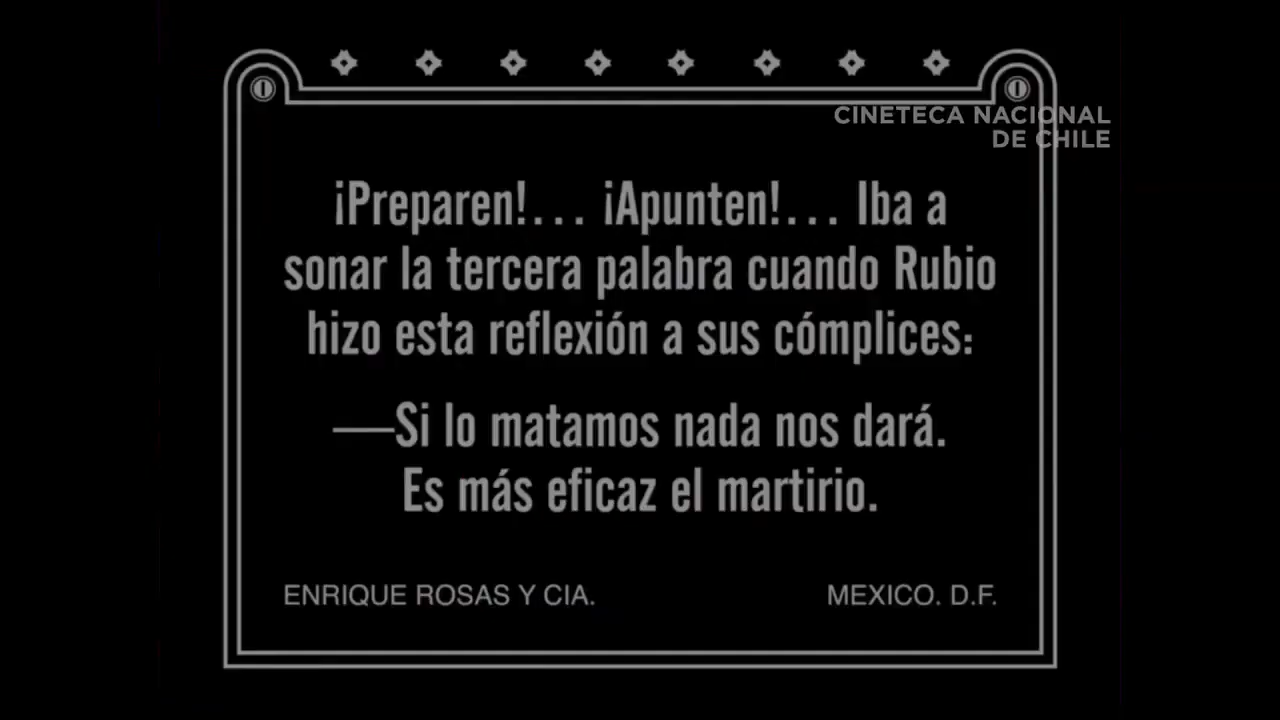 CINETECA NACIONAL
DE CHILE
¡Preparen!... ¡Apunten!... Iba a
sonar la tercera palabra cuando Rubio
hizo esta reflexión a sus cómplices:
—Si lo matamos nada nos dará.
Es más eficaz el martirio.
ENRIQUE ROSAS Y CIA. MEXICO. D.F.